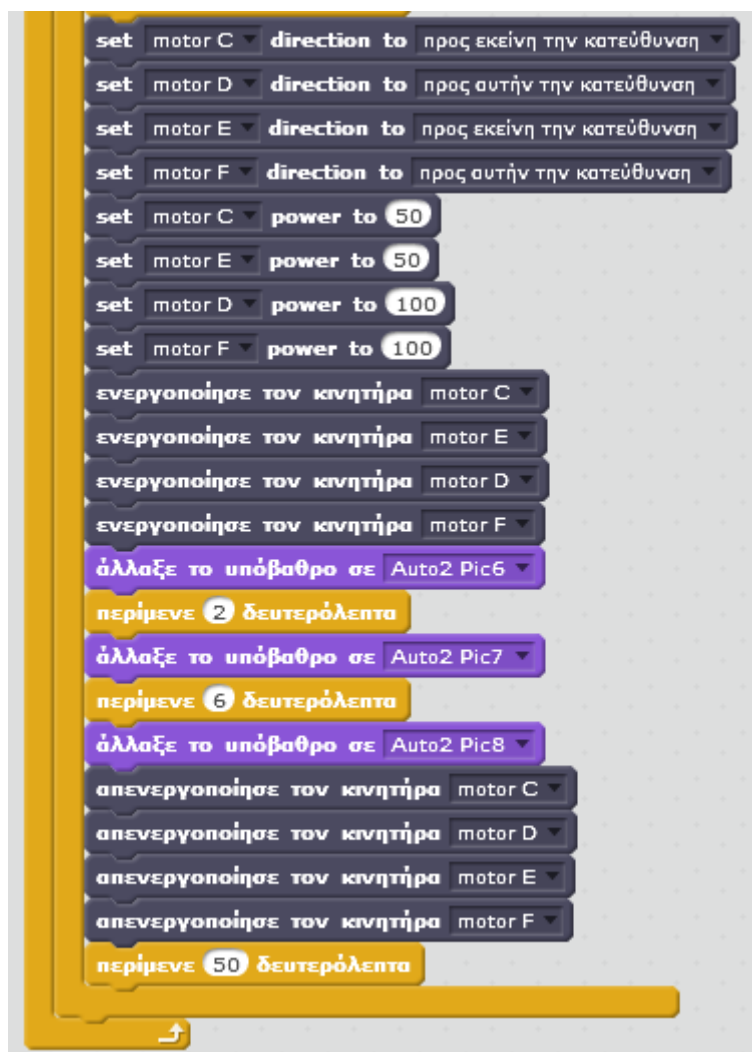 set motor C direction to προς εκείνη την κατεύθυνση
set motor D direction to προς αυτήν την κατεύθυνση
set motor E direction to προς εκείνη την κατεύθυνση
set motor F direction to προς αυτήν την κατεύθυνση
set motor C power to 50
set motor E power to 50
set motor D power to 100
set motor F power to 100
ενεργοποίησε τον κινητήρα motor C
ενεργοποίησε τον κινητήρα motor E
ενεργοποίησε τον κινητήρα motor D
ενεργοποίησε τον κινητήρα motor F
άλλαξε το υπόβαθρο σε Auto2 Pic6
περίμενε 2 δευτερόλεπτα
άλλαξε το υπόβαθρο σε Auto2 Pic7
περίμενε 6 δευτερόλεπτα
άλλαξε το υπόβαθρο σε Auto2 Pic8
απενεργοποίησε τον κινητήρα motor C
απενεργοποίησε τον κινητήρα motor D
απενεργοποίησε τον κινητήρα motor E
απενεργοποίησε τον κινητήρα motor F
περίμενε 50 δευτερόλεπτα